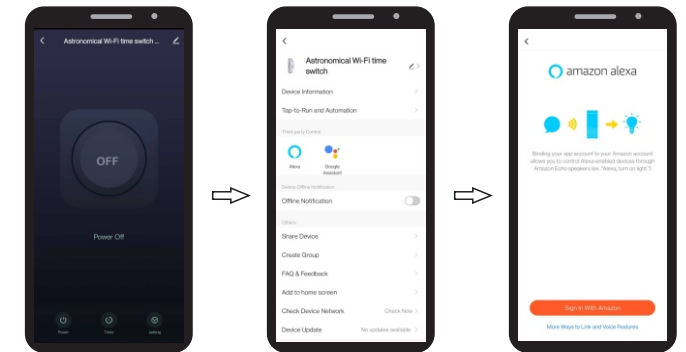 Astronomical Wi-Fi time switch ...
OFF
Power Off
Power
Timer
setting
Astronomical Wi-Fi time
switch
Device Information
Tap-to-Run and Automation
Third-party Control
Alexa
Google
Assistant
Device Offline Notification
Offline Notification
Others
Share Device
Create Group
FAQ & Feedback
Add to home screen
Check Device Network Check Now
Device Update No updates available
amazon alexa
Binding your app account to your Amazon account
allows you to control Alexa-enabled devices through
Amazon Echo speakers (ex. "Alexa, turn on light.")
Sign In With Amazon
More Ways to Link and Voice Features